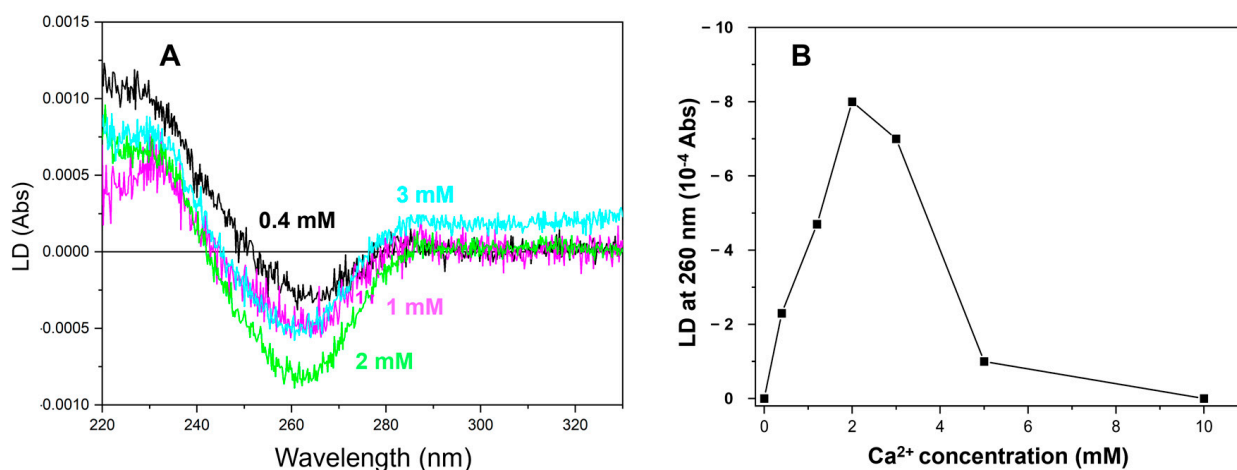 A
0.0015
0.0010
0.0005
0.0000
-0.0005
-0.0010
LD (Abs)
0.4 mM
3 mM
1 mM
2 mM
220 240 260 280 300 320
Wavelength (nm)
B
− 10
− 8
− 6
− 4
− 2
0
LD at 260 nm (10⁻⁴ Abs)
0 2 4 6 8 10
Ca²⁺ concentration (mM)